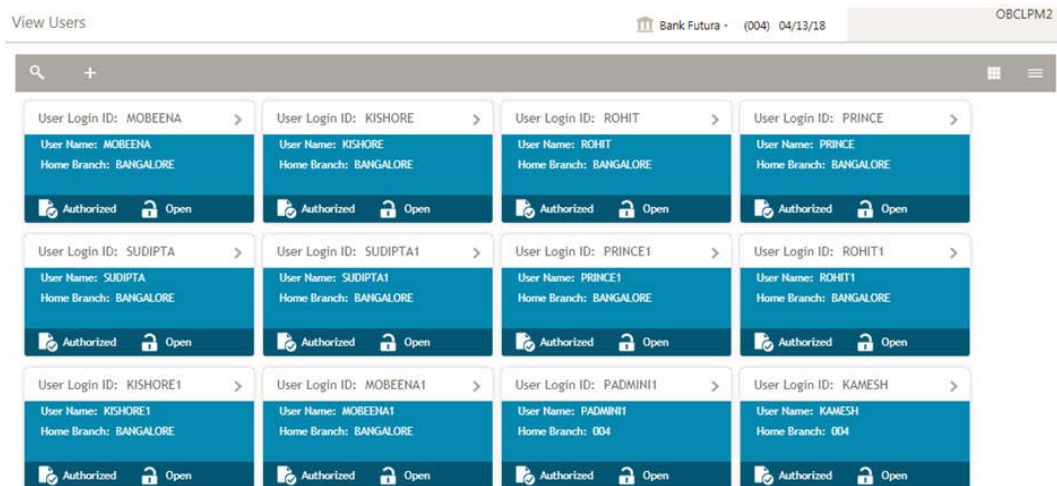 View Users
Bank Futura - (004) 04/13/18
OBCLPM2
User Login ID: MOBEENA
User Name: MOBEENA
Home Branch: BANGALORE
Authorized Open
User Login ID: KISHORE
User Name: KISHORE
Home Branch: BANGALORE
Authorized Open
User Login ID: ROHIT
User Name: ROHIT
Home Branch: BANGALORE
Authorized Open
User Login ID: PRINCE
User Name: PRINCE
Home Branch: BANGALORE
Authorized Open
User Login ID: SUDIPTA
User Name: SUDIPTA
Home Branch: BANGALORE
Authorized Open
User Login ID: SUDIPTA1
User Name: SUDIPTA1
Home Branch: BANGALORE
Authorized Open
User Login ID: PRINCE1
User Name: PRINCE1
Home Branch: BANGALORE
Authorized Open
User Login ID: ROHIT1
User Name: ROHIT1
Home Branch: BANGALORE
Authorized Open
User Login ID: KISHORE1
User Name: KISHORE1
Home Branch: BANGALORE
Authorized Open
User Login ID: MOBEENA1
User Name: MOBEENA1
Home Branch: BANGALORE
Authorized Open
User Login ID: PADMINI1
User Name: PADMINI1
Home Branch: 004
Authorized Open
User Login ID: KAMESH
User Name: KAMESH
Home Branch: 004
Authorized Open